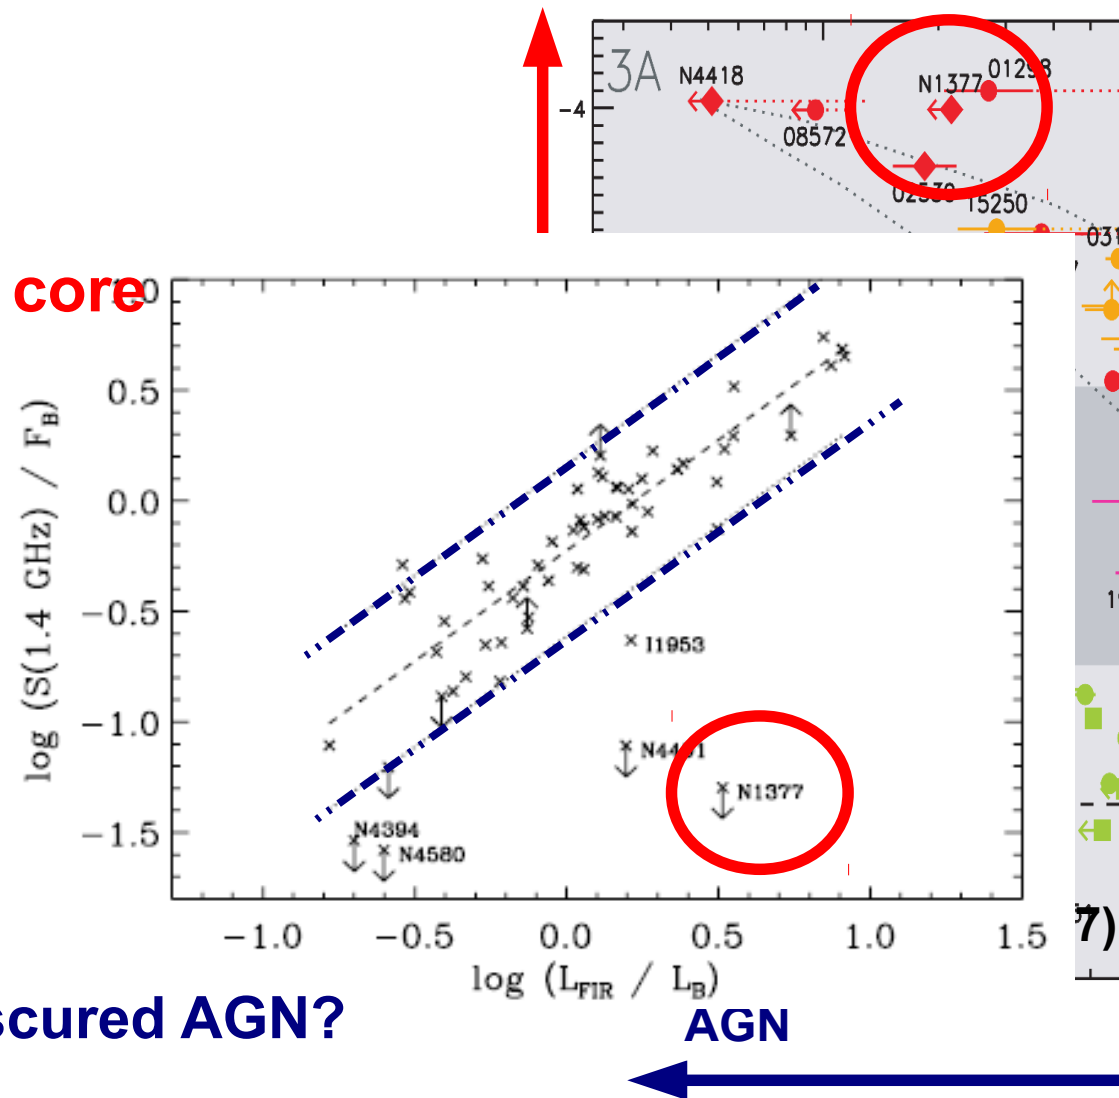 3A
N4418
N1377
-4
08572
15250
core
0.5
0.0
−0.5
−1.0
−1.5
I1953
N1377
N4394
N4580
−1.0
−0.5
0.0
0.5
1.0
1.5
log (S(1.4 GHz) / F_B)
log (L_FIR / L_B)
7)
AGN?
AGN